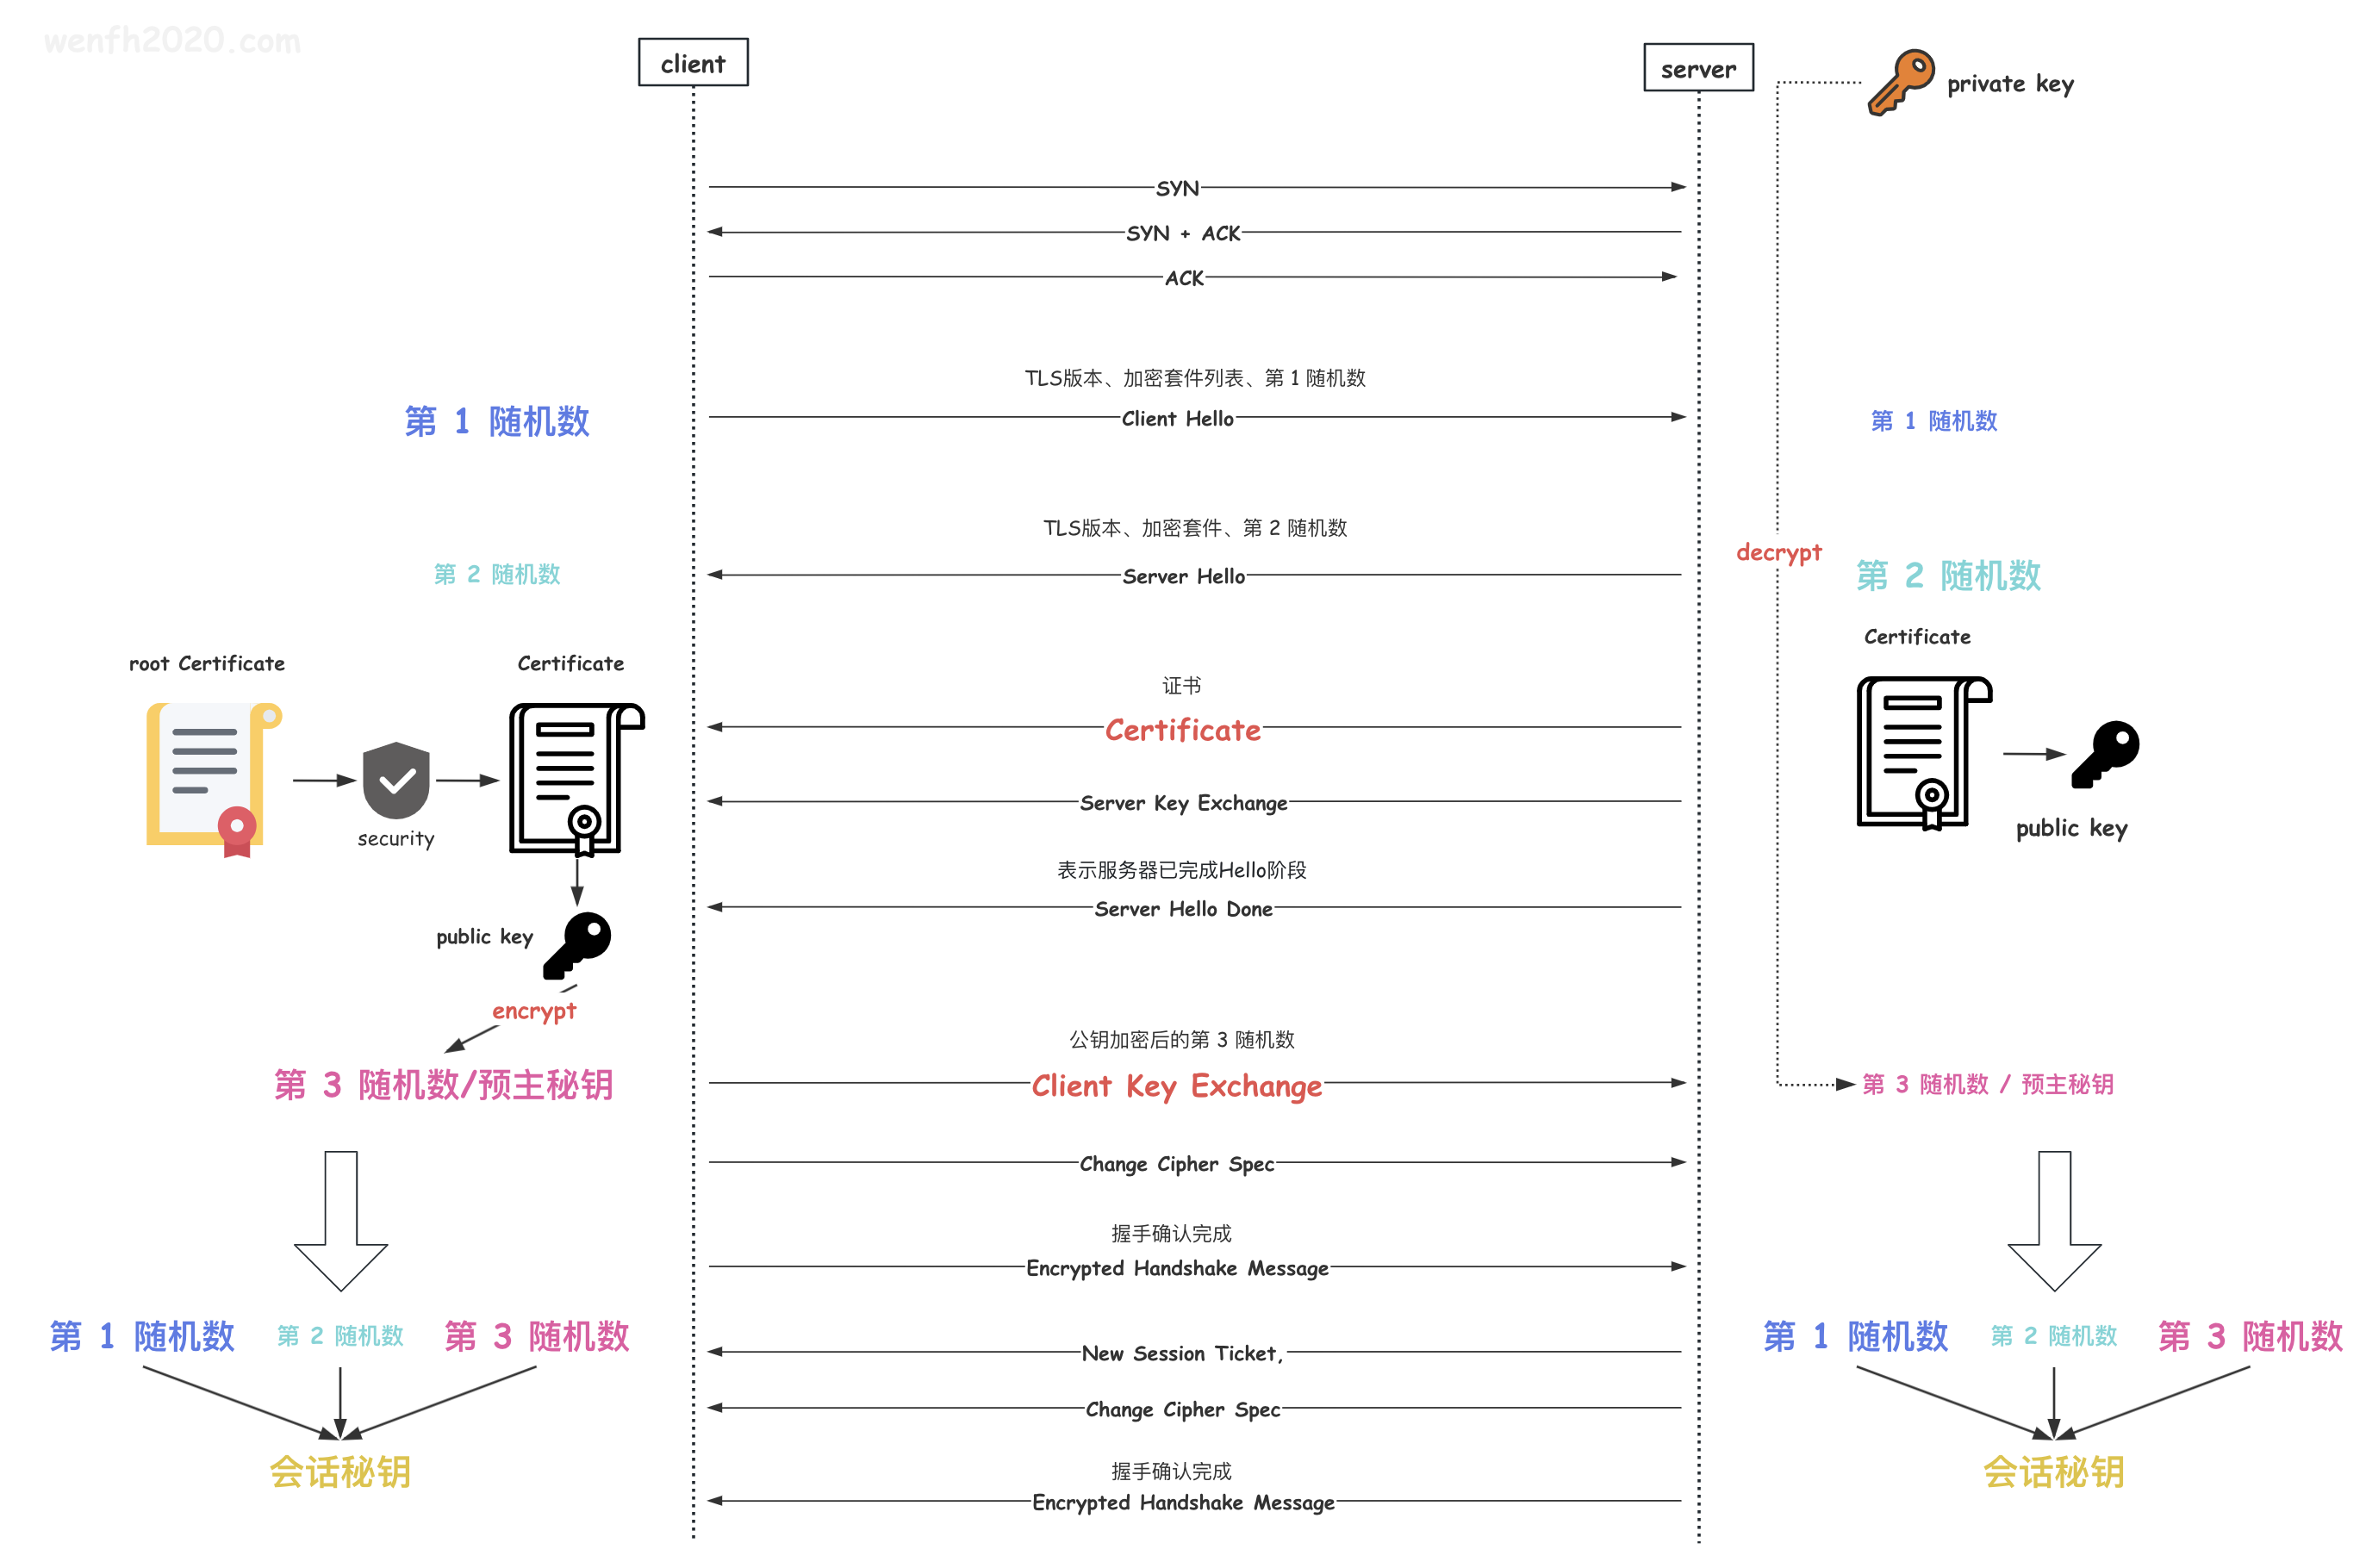 wenfh2020.com
client
server
private key
SYN
SYN + ACK
ACK
TLS版本、加密套件列表、第 1 随机数
第 1 随机数
Client Hello
第 1 随机数
TLS版本、加密套件、第 2 随机数
decrypt
第 2 随机数
Server Hello
第 2 随机数
Certificate
root Certificate
Certificate
证书
Certificate
security
Server Key Exchange
public key
表示服务器已完成Hello阶段
Server Hello Done
public key
encrypt
公钥加密后的第 3 随机数
第 3 随机数/预主秘钥
Client Key Exchange
第 3 随机数 / 预主秘钥
Change Cipher Spec
握手确认完成
Encrypted Handshake Message
第 1 随机数
第 2 随机数
第 3 随机数
New Session Ticket,
第 1 随机数
第 2 随机数
第 3 随机数
Change Cipher Spec
会话秘钥
握手确认完成
会话秘钥
Encrypted Handshake Message